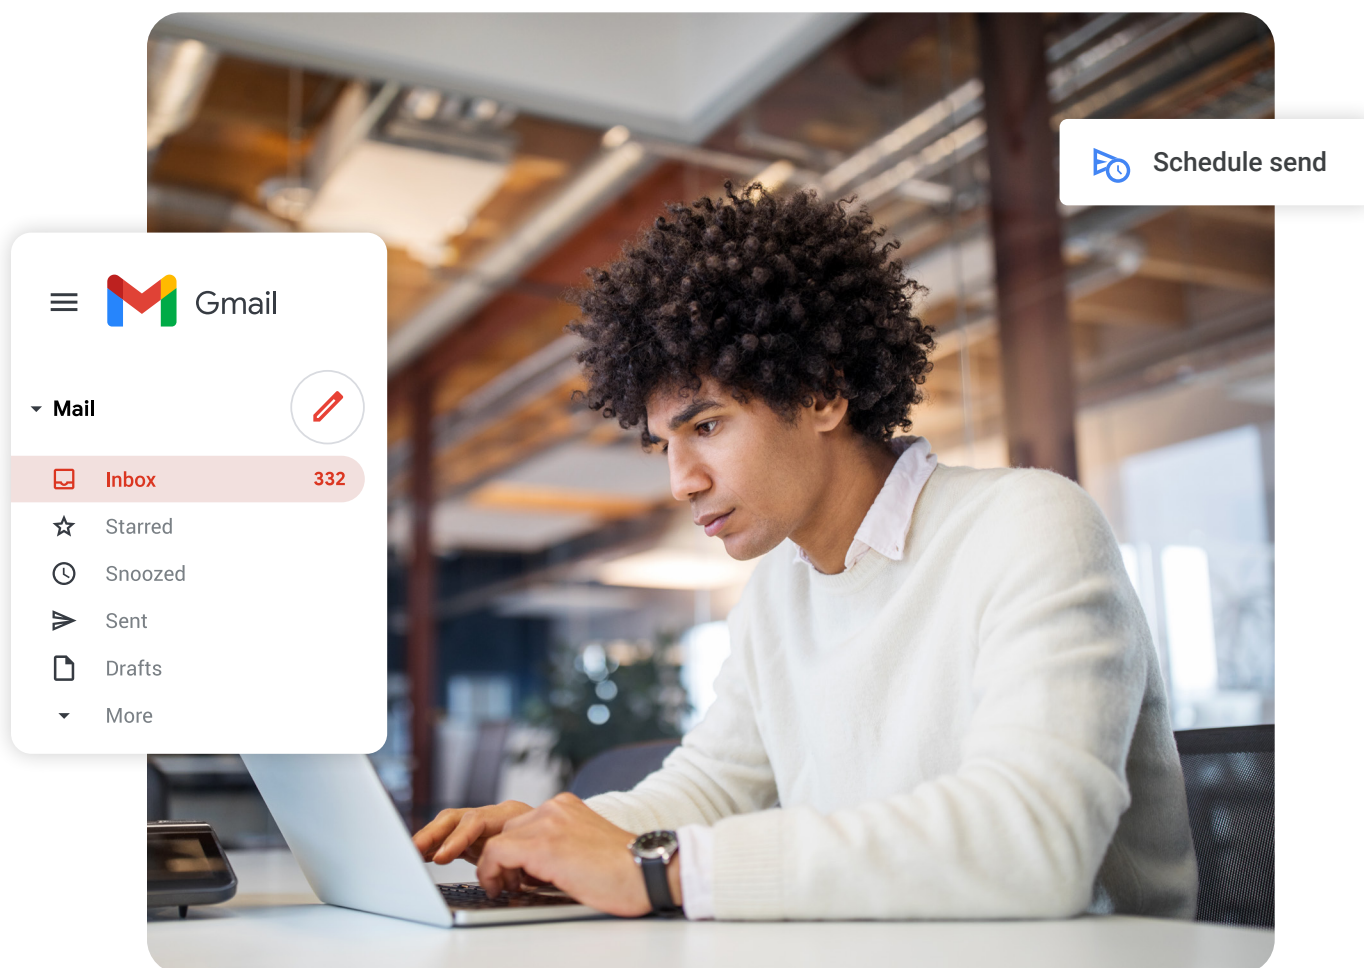 Schedule send
Gmail
Mail
Inbox 332
Starred
Snoozed
Sent
Drafts
More